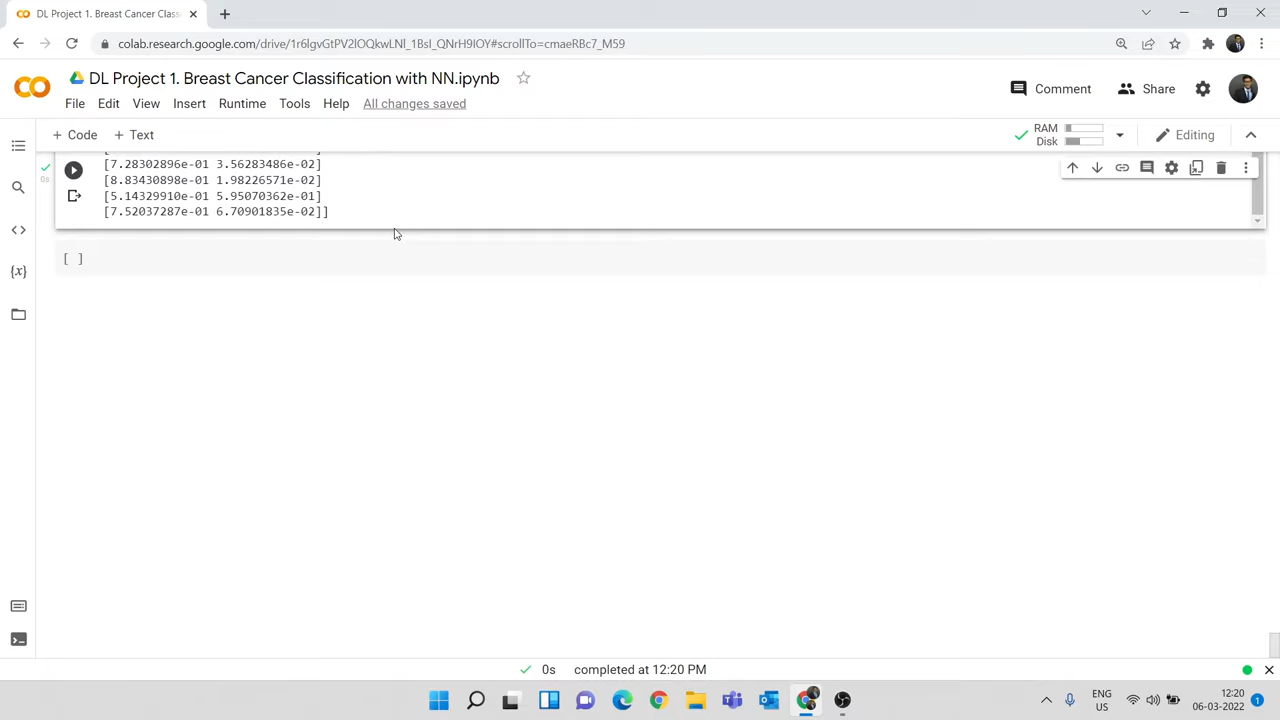 DL Project 1. Breast Cancer Class
colab.research.google.com/drive/1r6lgvGtPV2lOQkwLNl_1BsI_QNrH9IOY#scrollTo=cmaeRBc7_M59
DL Project 1. Breast Cancer Classification with NN.ipynb
Comment
Share
File Edit View Insert Runtime Tools Help All changes saved
+ Code + Text
RAM
Disk
Editing
[7.28302896e-01 3.56283486e-02]
[8.83430898e-01 1.98226571e-02]
[5.14329910e-01 5.95070362e-01]
[7.52037287e-01 6.70901835e-02]]
0s
[ ]
{x}
0s completed at 12:20 PM
ENG
US
12:20
06-03-2022
1